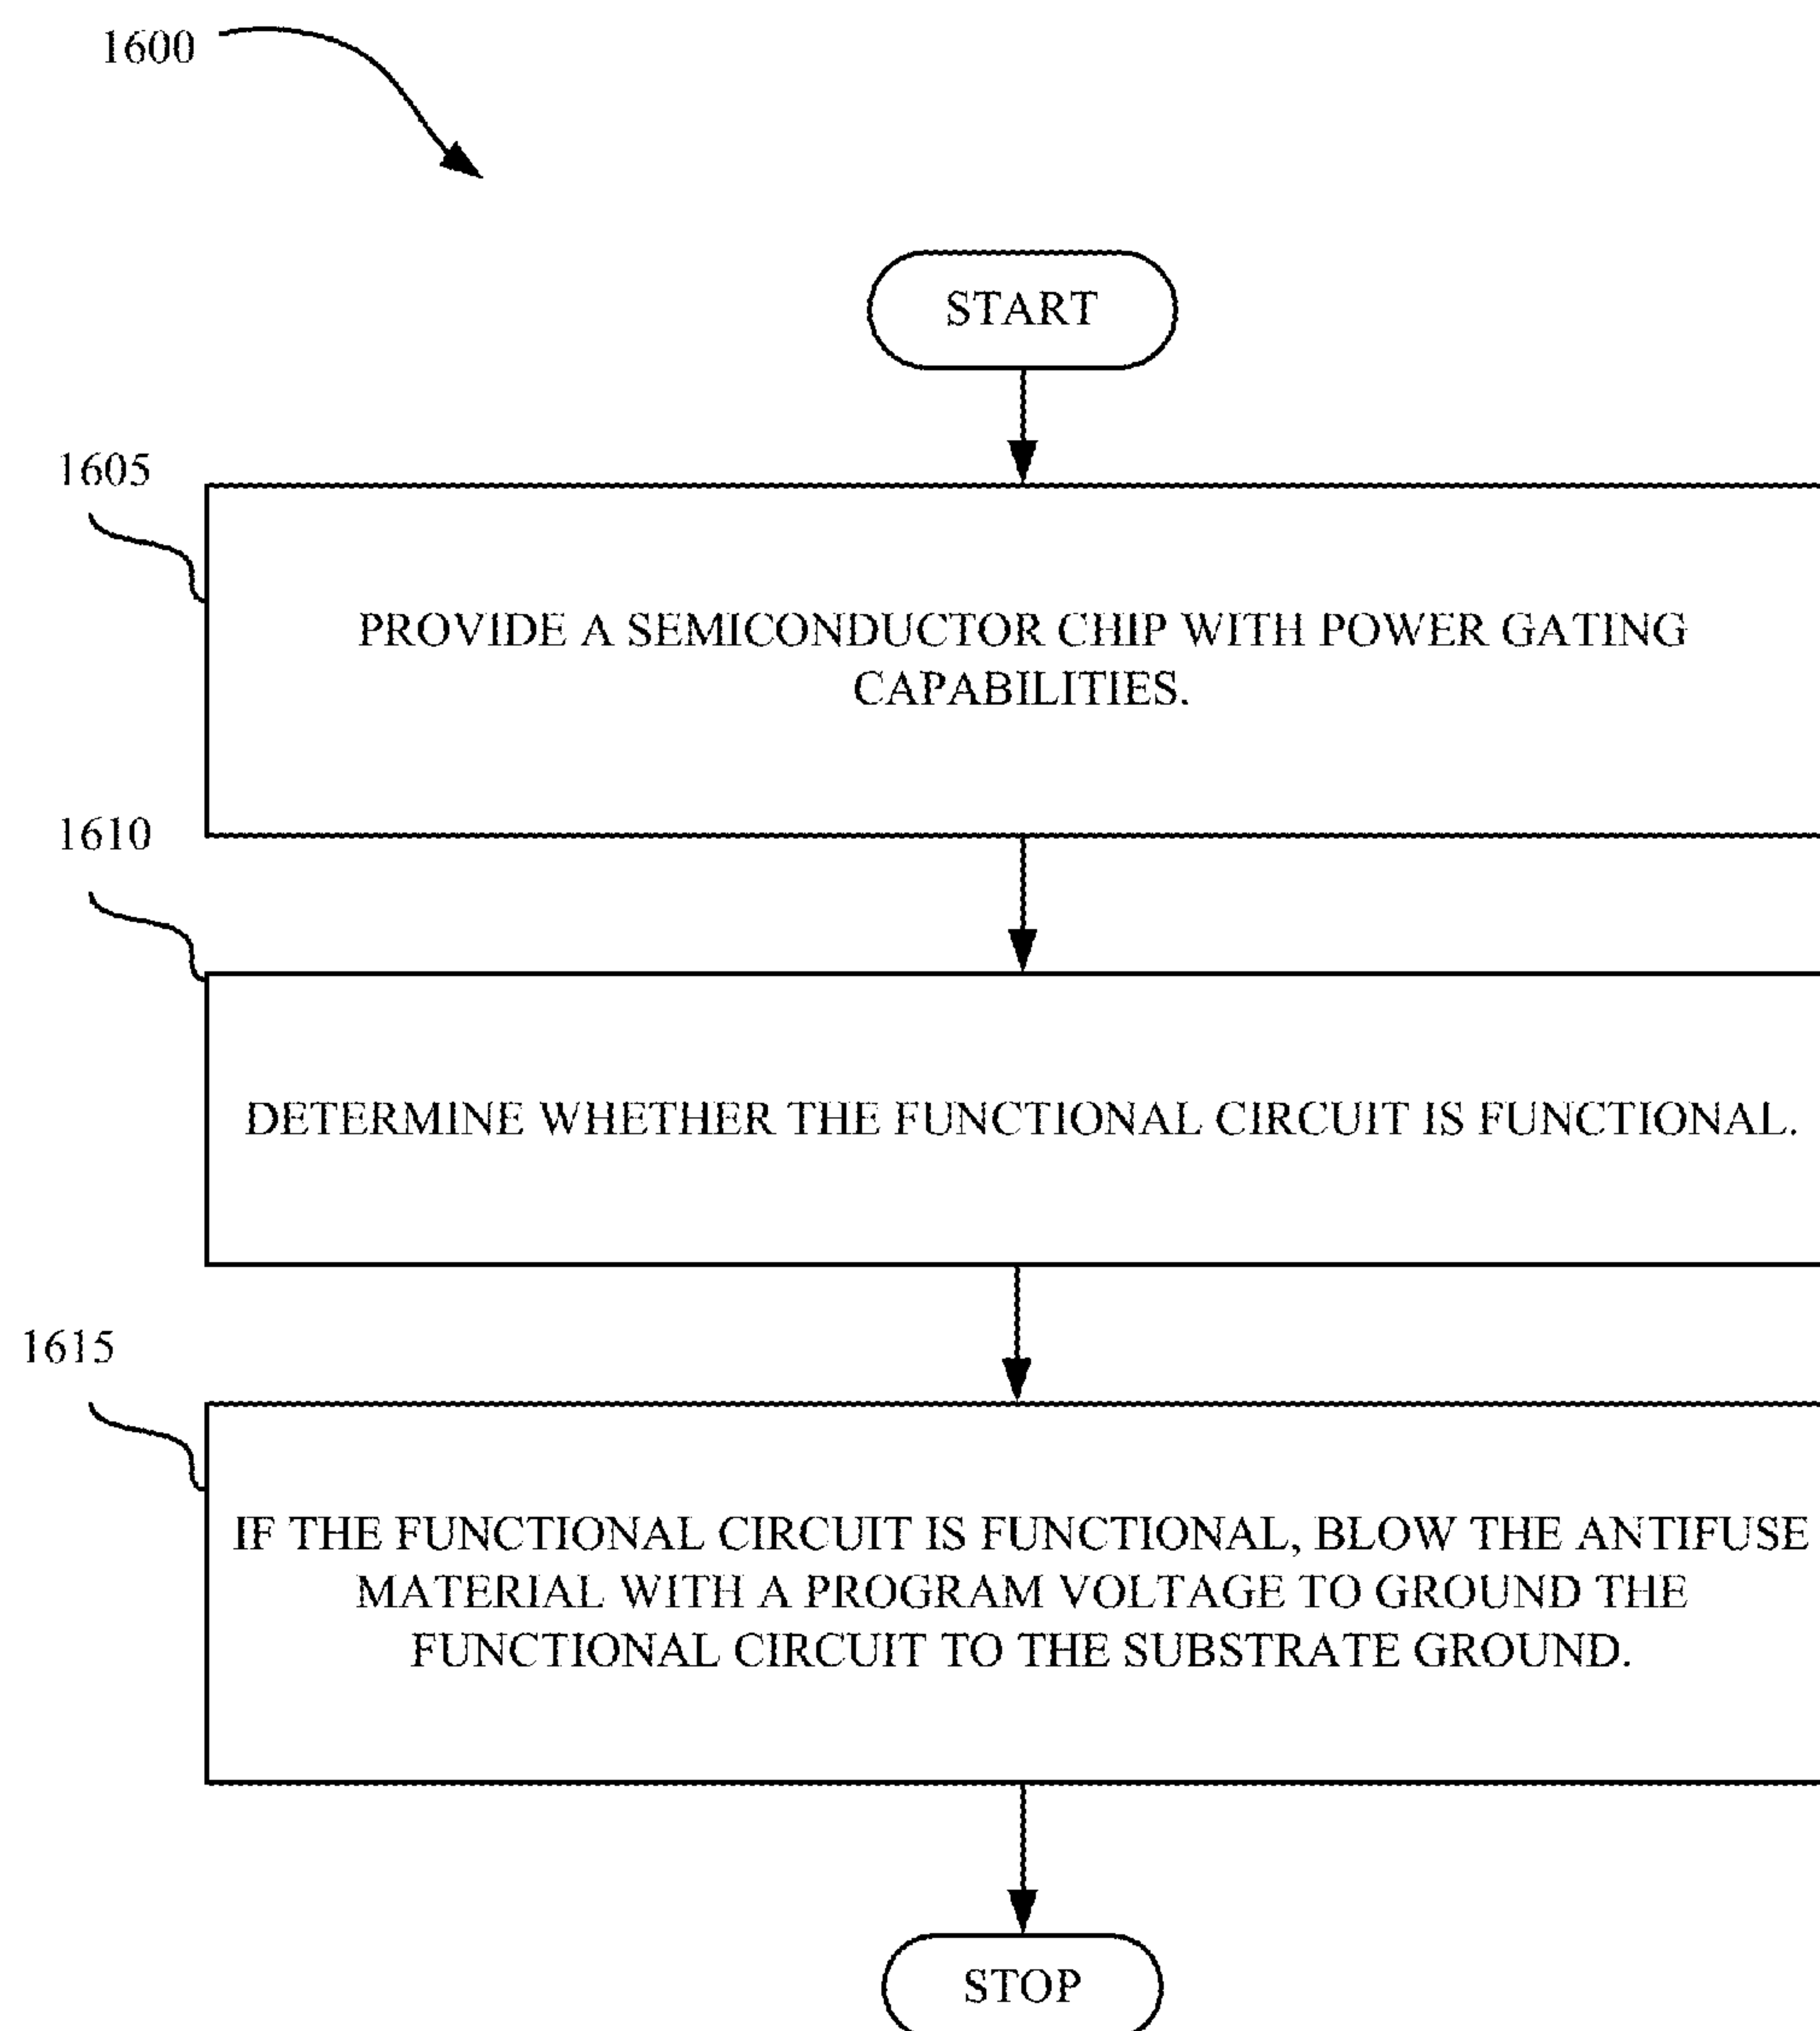 1600
START
1605
PROVIDE A SEMICONDUCTOR CHIP WITH POWER GATING
CAPABILITIES.
1610
DETERMINE WHETHER THE FUNCTIONAL CIRCUIT IS FUNCTIONAL.
1615
IF THE FUNCTIONAL CIRCUIT IS FUNCTIONAL, BLOW THE ANTIFUSE
MATERIAL WITH A PROGRAM VOLTAGE TO GROUND THE
FUNCTIONAL CIRCUIT TO THE SUBSTRATE GROUND.
STOP